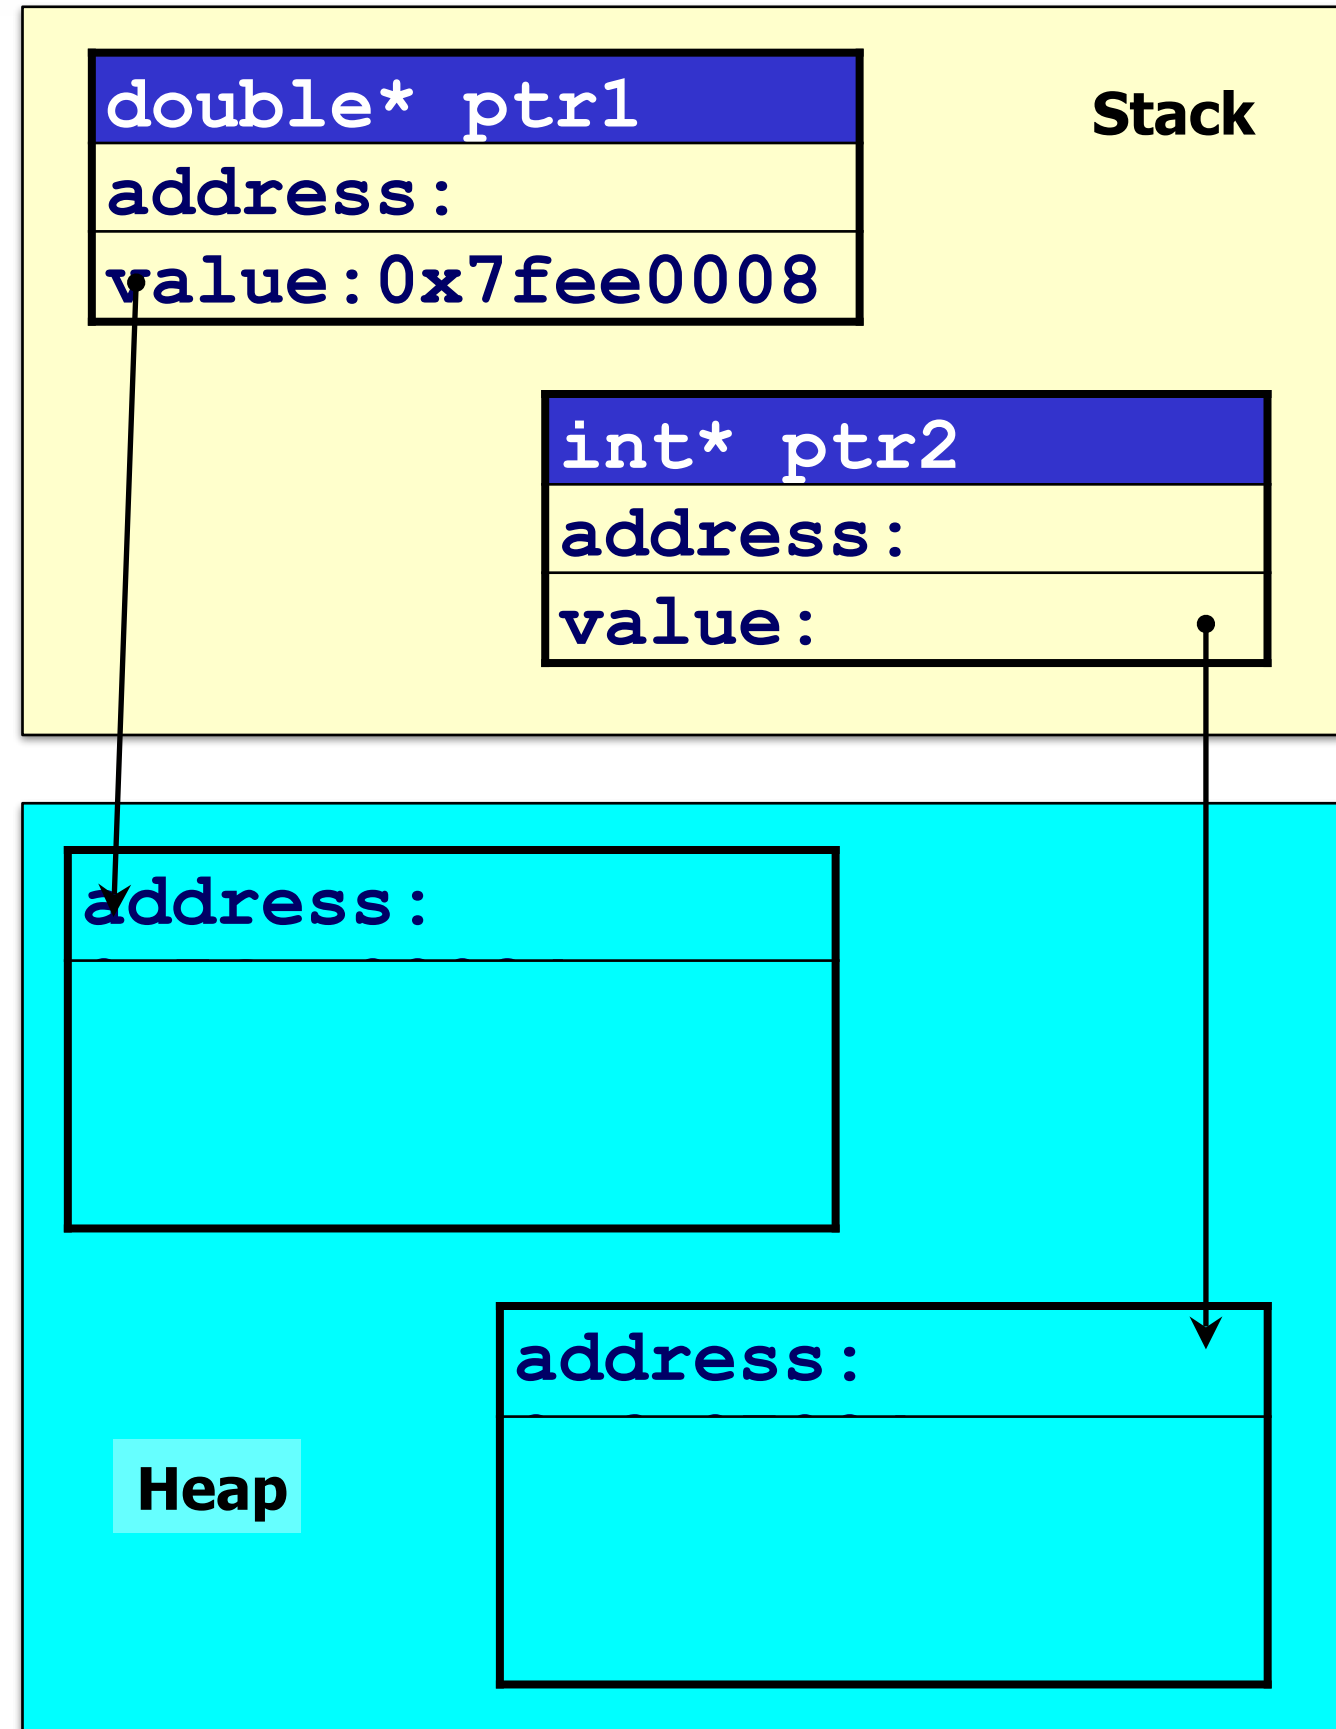 double* ptr1
Stack
address:
value:0x7fee0008
int* ptr2
address:
value:
address:
address:
Heap